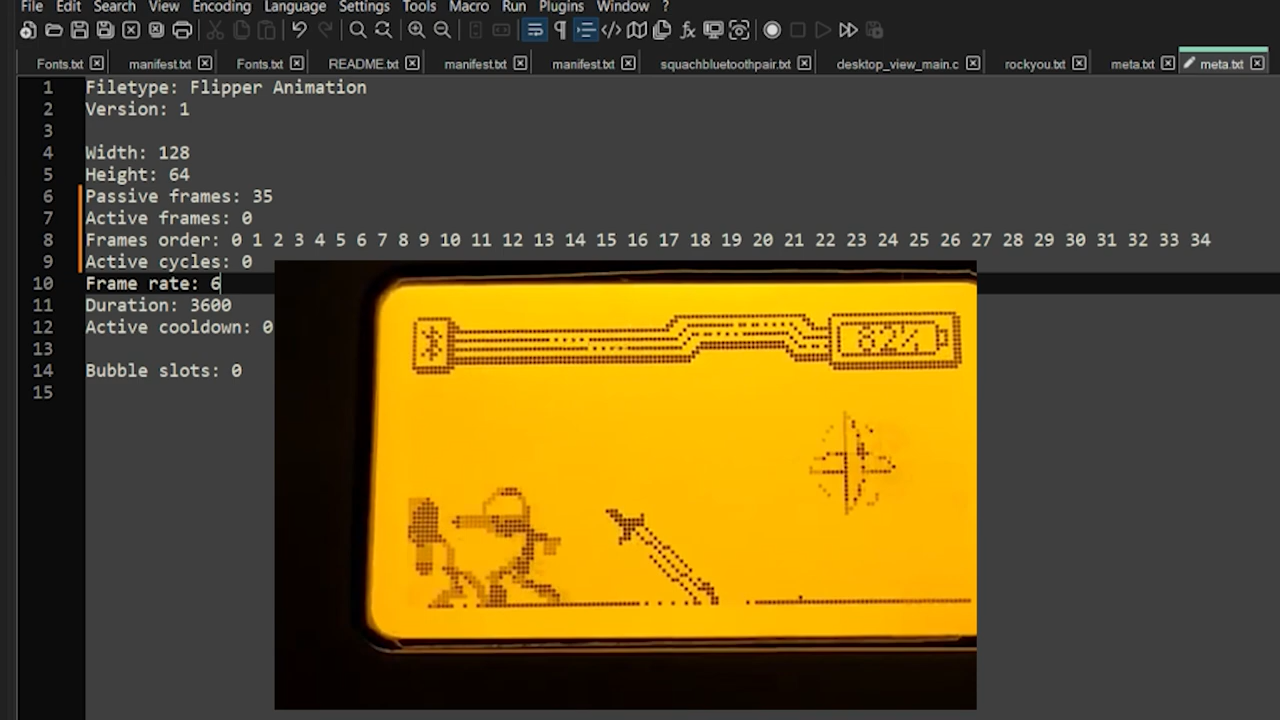 File Edit Search View Encoding Language Settings Tools Macro Run Plugins Window ?
Fonts.txt manifest.txt Fonts.txt README.txt manifest.txt manifest.txt squachbluetoothpair.txt desktop_view_main.c rockyou.txt meta.txt meta.txt
1 Filetype: Flipper Animation
2 Version: 1
3
4 Width: 128
5 Height: 64
6 Passive frames: 35
7 Active frames: 0
8 Frames order: 0 1 2 3 4 5 6 7 8 9 10 11 12 13 14 15 16 17 18 19 20 21 22 23 24 25 26 27 28 29 30 31 32 33 34
9 Active cycles: 0
10 Frame rate: 6
11 Duration: 3600
12 Active cooldown: 0
13
14 Bubble slots: 0
15
82%